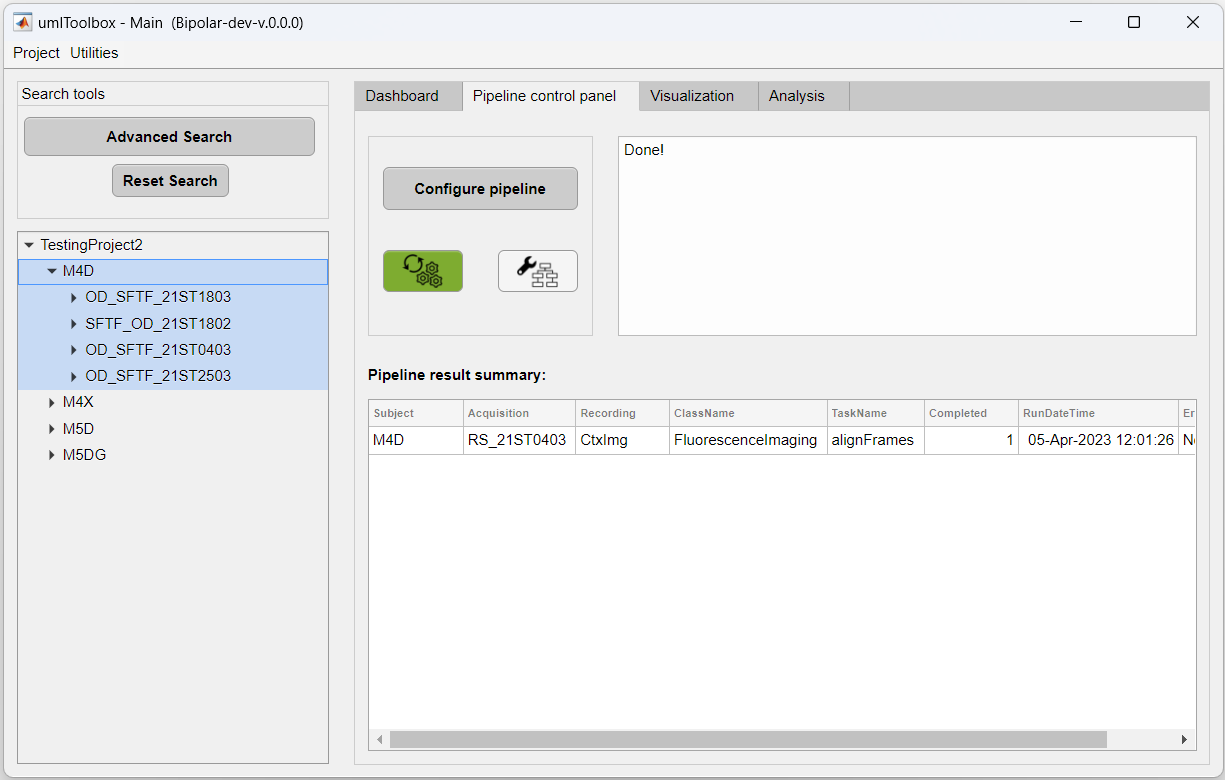 umIToolbox - Main (Bipolar-dev-v.0.0.0)
Project Utilities
Search tools
Advanced Search
Reset Search
TestingProject2
M4D
OD_SFTF_21ST1803
SFTF_OD_21ST1802
OD_SFTF_21ST0403
OD_SFTF_21ST2503
M4X
M5D
M5DG
Dashboard Pipeline control panel Visualization Analysis
Configure pipeline
Done!
Pipeline result summary:
Subject Acquisition Recording ClassName TaskName Completed RunDateTime Er
M4D RS_21ST0403 CtxImg FluorescenceImaging alignFrames 1 05-Apr-2023 12:01:26